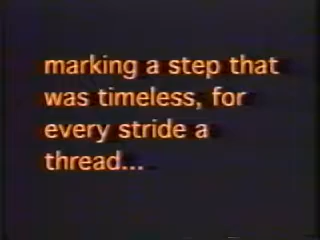 marking a step that
was timeless, for
every stride a
thread...